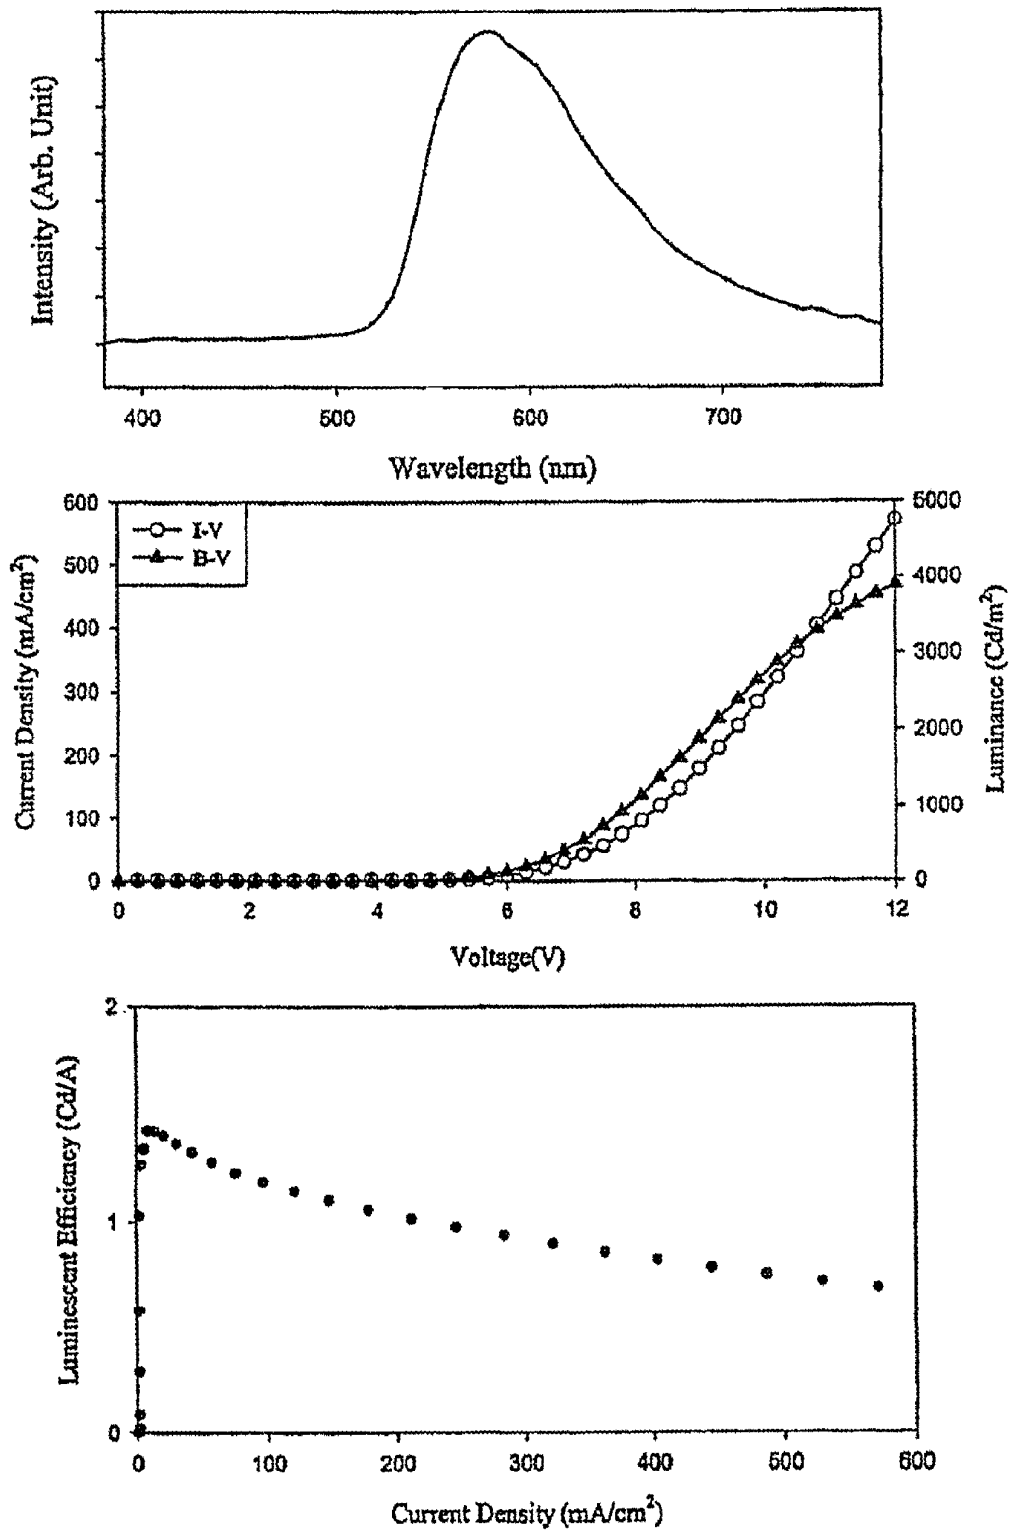 Intensity (Arb. Unit)
400 500 600 700
Wavelength (nm)
I-V
B-V
Current Density (mA/cm²)
600
500
400
300
200
100
0
5000
4000
3000
2000
1000
0
Luminance (Cd/m²)
0 2 4 6 8 10 12
Voltage(V)
Luminescent Efficiency (Cd/A)
2
1
0
0 100 200 300 400 500 600
Current Density (mA/cm²)